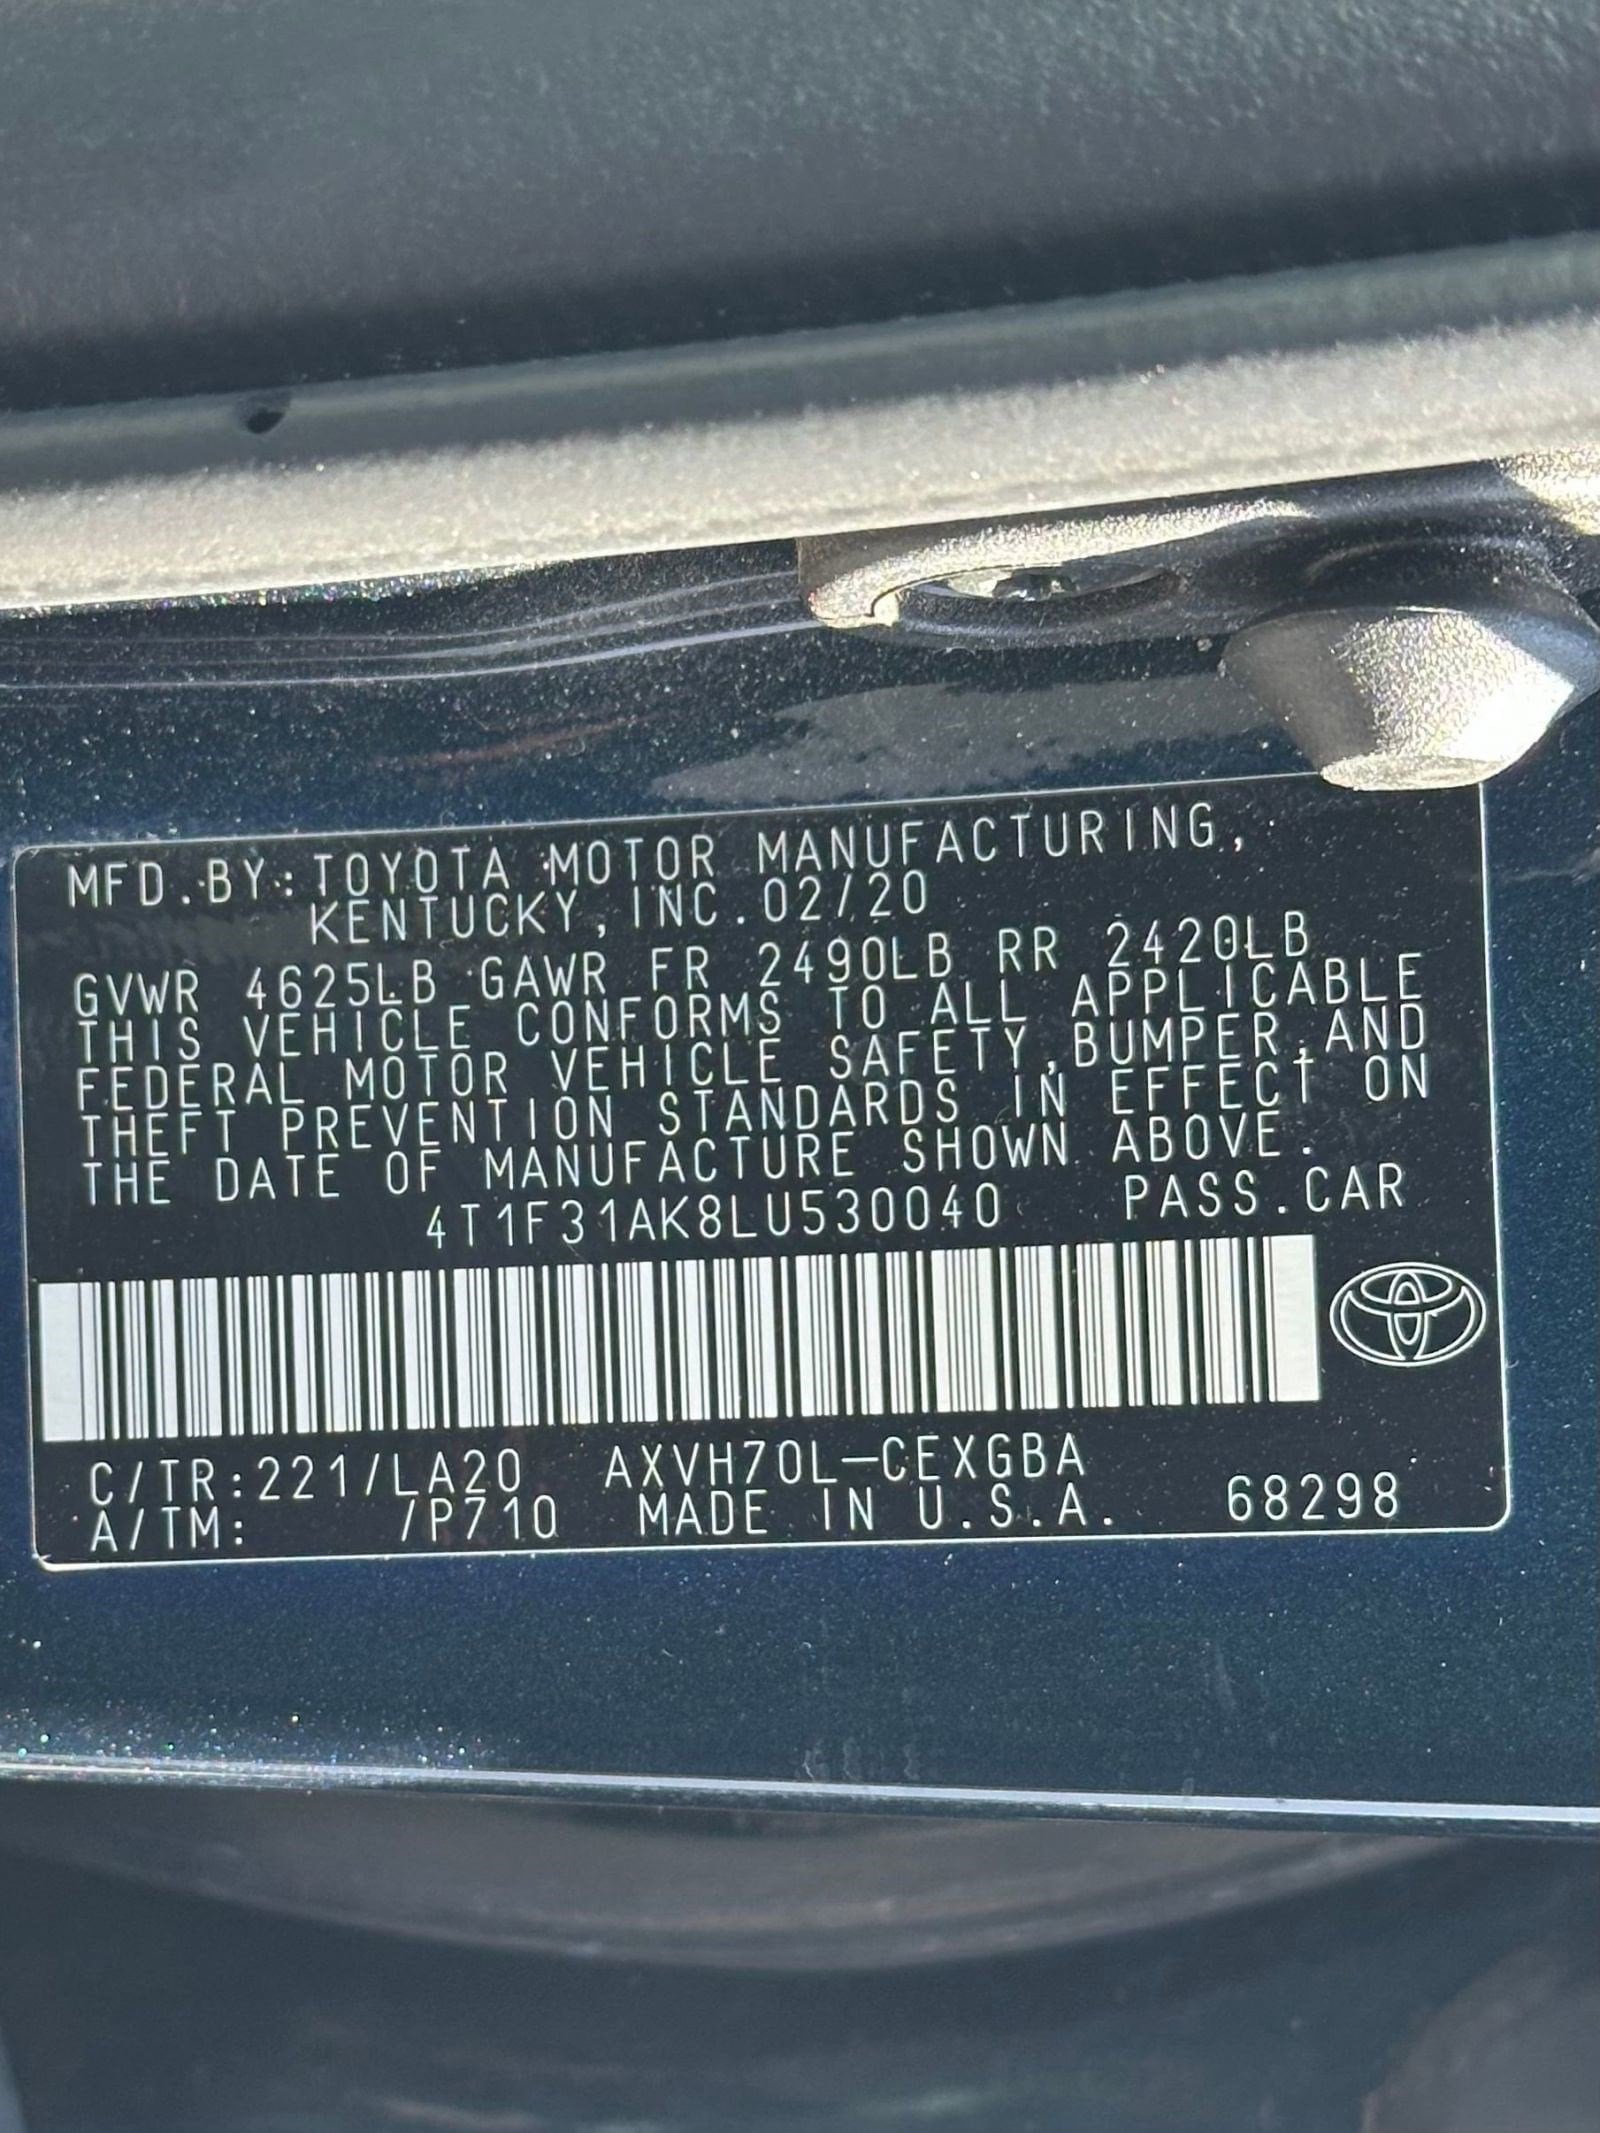 MFD.BY:TOYOTA MOTOR MANUFACTURING,
KENTUCKY,INC.02/20
GVWR 4625LB GAWR FR 2490LB RR 2420LB
THIS VEHICLE CONFORMS TO ALL APPLICABLE
FEDERAL MOTOR VEHICLE SAFETY,BUMPER,AND
THEFT PREVENTION STANDARDS IN EFFECT ON
THE DATE OF MANUFACTURE SHOWN ABOVE.
4T1F31AK8LU530040 PASS.CAR
C/TR:221/LA20 AXVH70L-CEXGBA
A/TM: /P710 MADE IN U.S.A. 68298